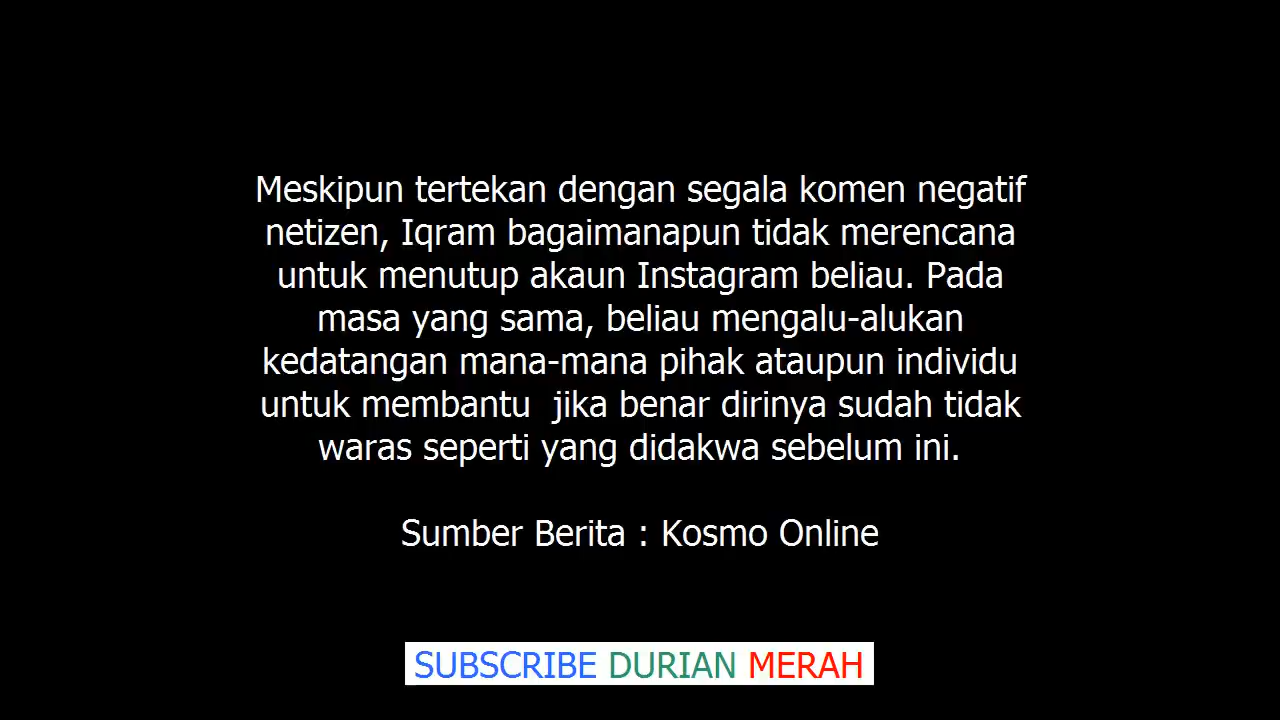 Meskipun tertekan dengan segala komen negatif
netizen, Iqram bagaimanapun tidak merencana
untuk menutup akaun Instagram beliau. Pada
masa yang sama, beliau mengalu-alukan
kedatangan mana-mana pihak ataupun individu
untuk membantu  jika benar dirinya sudah tidak
waras seperti yang didakwa sebelum ini.
Sumber Berita : Kosmo Online
SUBSCRIBE DURIAN MERAH